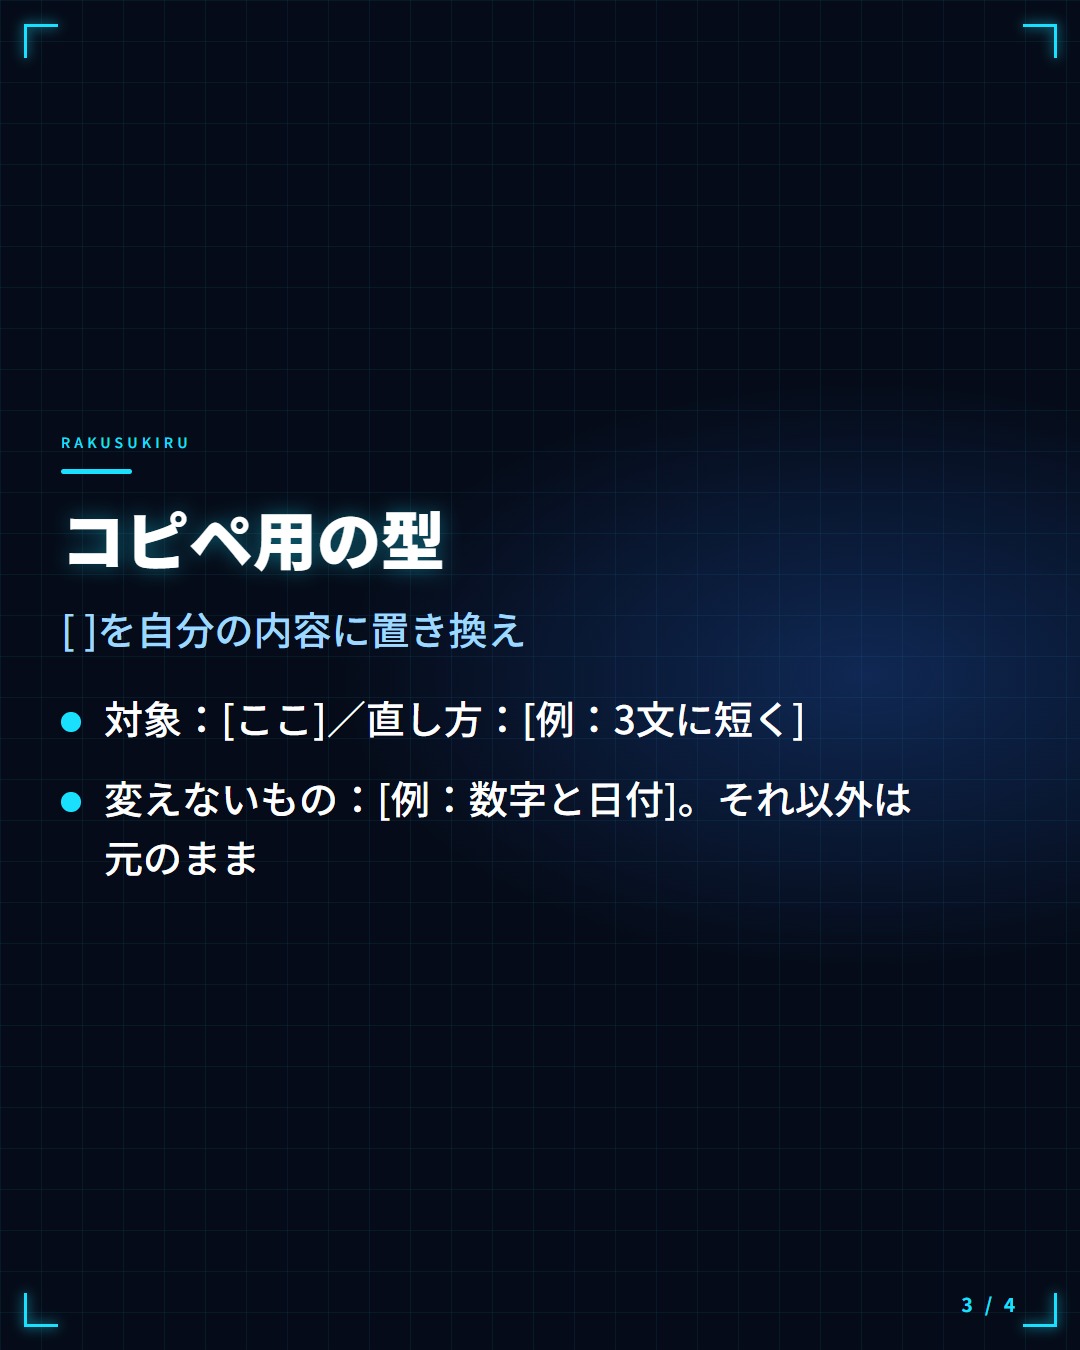 RAKUSUKIRU
コピペ用の型
[ ]を自分の内容に置き換え
対象：[ここ]／直し方：[例：3文に短く]
変えないもの：[例：数字と日付]。それ以外は
元のまま
3 / 4